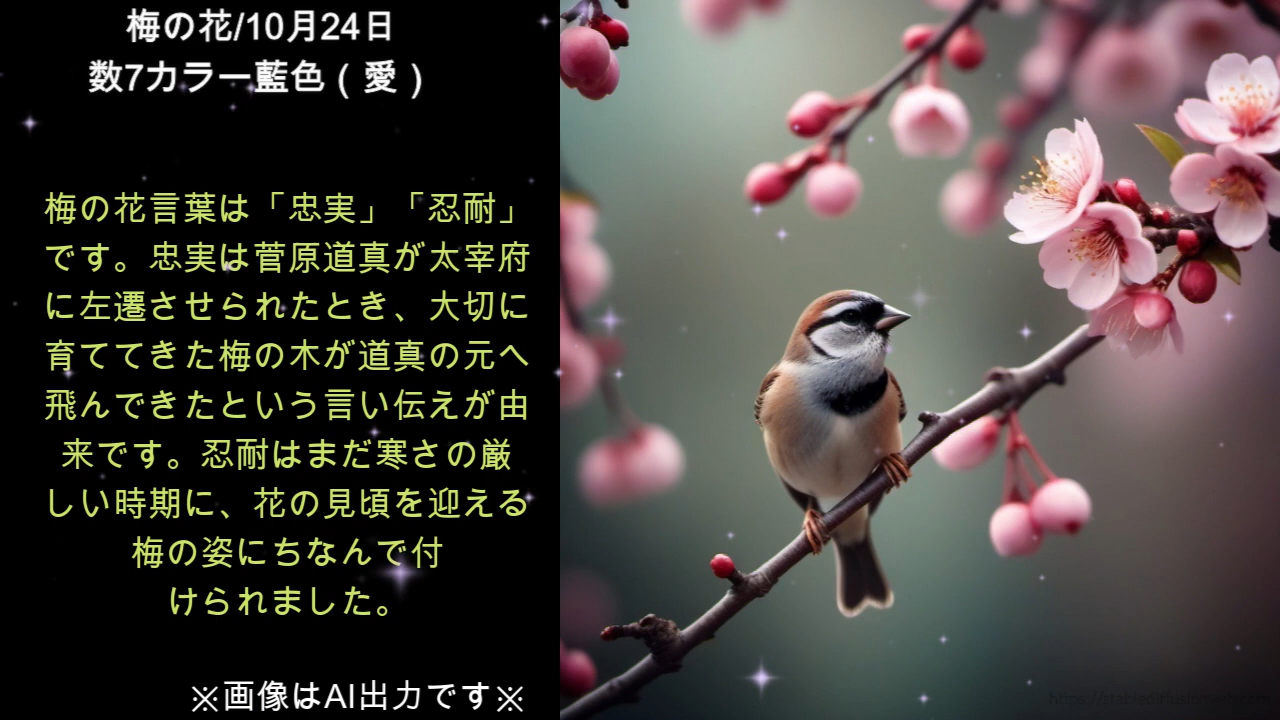 梅の花/10月24日
数7カラー藍色（愛）
梅の花言葉は「忠実」「忍耐」
です。忠実は菅原道真が太宰府
に左遷させられたとき、大切に
育ててきた梅の木が道真の元へ
飛んできたという言い伝えが由
来です。忍耐はまだ寒さの厳
しい時期に、花の見頃を迎える
梅の姿にちなんで付
けられました。
※画像はAI出力です※